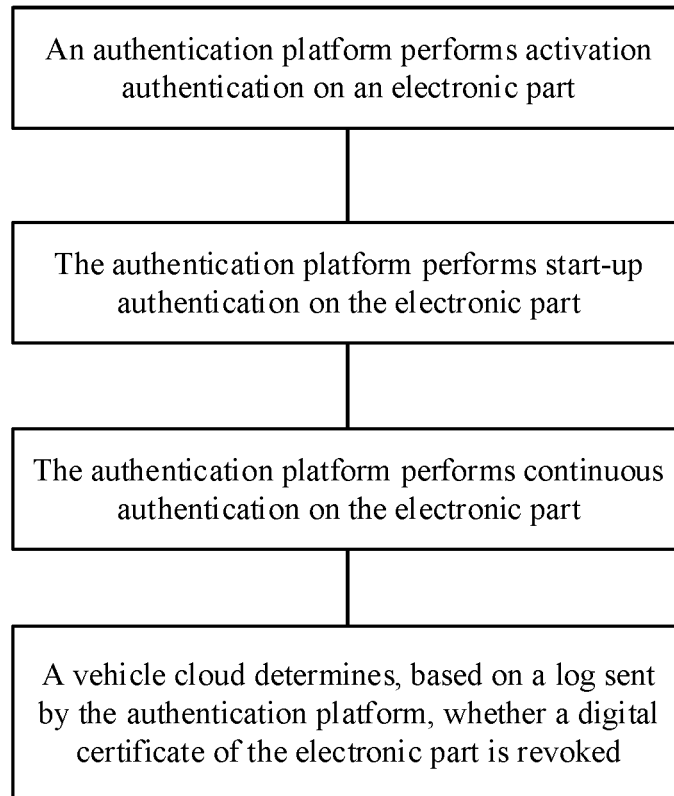 An authentication platform performs activation
authentication on an electronic part
The authentication platform performs start-up
authentication on the electronic part
The authentication platform performs continuous
authentication on the electronic part
A vehicle cloud determines, based on a log sent
by the authentication platform, whether a digital
certificate of the electronic part is revoked